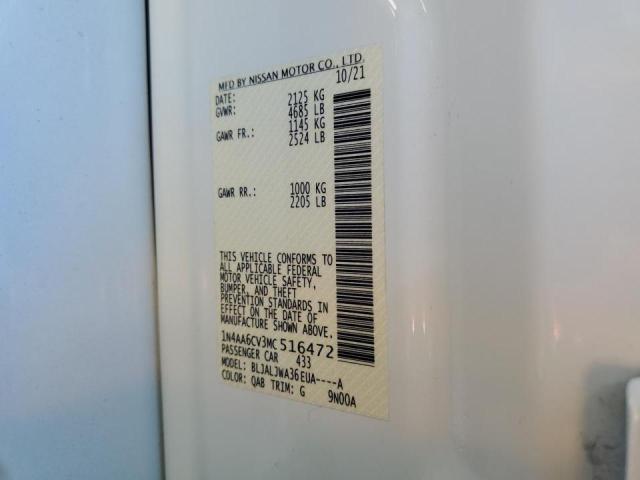 MFD BY NISSAN MOTOR CO., LTD.
DATE: 10/21
GVWR: 2125 KG
4685 LB
GAWR FR.: 1145 KG
2524 LB
GAWR RR.: 1000 KG
2205 LB
THIS VEHICLE CONFORMS TO
ALL APPLICABLE FEDERAL
MOTOR VEHICLE SAFETY,
BUMPER, AND THEFT
PREVENTION STANDARDS IN
EFFECT ON THE DATE OF
MANUFACTURE SHOWN ABOVE.
1N4AA6CV3MC516472
PASSENGER CAR 433
MODEL: BLJALJWA36EUA----A
COLOR: QAB TRIM: G 9N00A